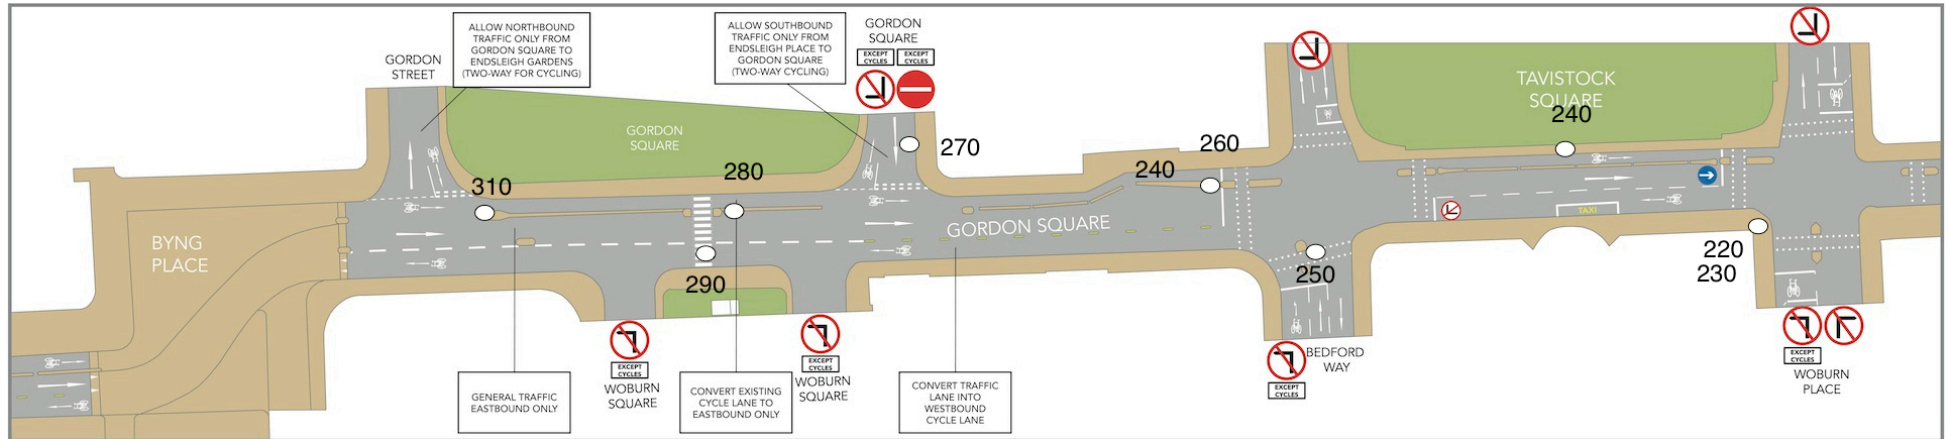 ALLOW NORTHBOUND
TRAFFIC ONLY FROM
GORDON SQUARE TO
ENDSLEIGH GARDENS
(TWO-WAY FOR CYCLING)
GORDON
STREET
ALLOW SOUTHBOUND
TRAFFIC ONLY FROM
ENDSLEIGH PLACE TO
GORDON SQUARE
(TWO-WAY CYCLING)
GORDON
SQUARE
EXCEPT
CYCLES
EXCEPT
CYCLES
TAVISTOCK
SQUARE
240
GORDON
SQUARE
270
260
240
280
310
GORDON SQUARE
TAXI
BYNG
PLACE
290
250
220
230
EXCEPT
CYCLES
WOBURN
SQUARE
EXCEPT
CYCLES
WOBURN
SQUARE
BEDFORD
WAY
EXCEPT
CYCLES
EXCEPT
CYCLES
WOBURN
PLACE
GENERAL TRAFFIC
EASTBOUND ONLY
CONVERT EXISTING
CYCLE LANE TO
EASTBOUND ONLY
CONVERT TRAFFIC
LANE INTO
WESTBOUND
CYCLE LANE